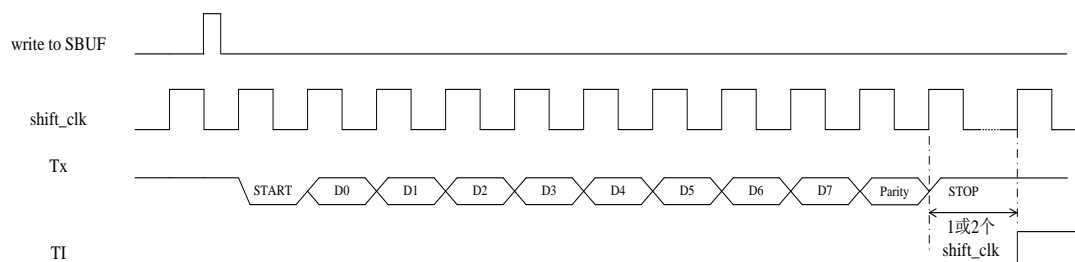 write to SBUF
shift_clk
Tx
START D0 D1 D2 D3 D4 D5 D6 D7 Parity STOP
1或2个
shift_clk
TI